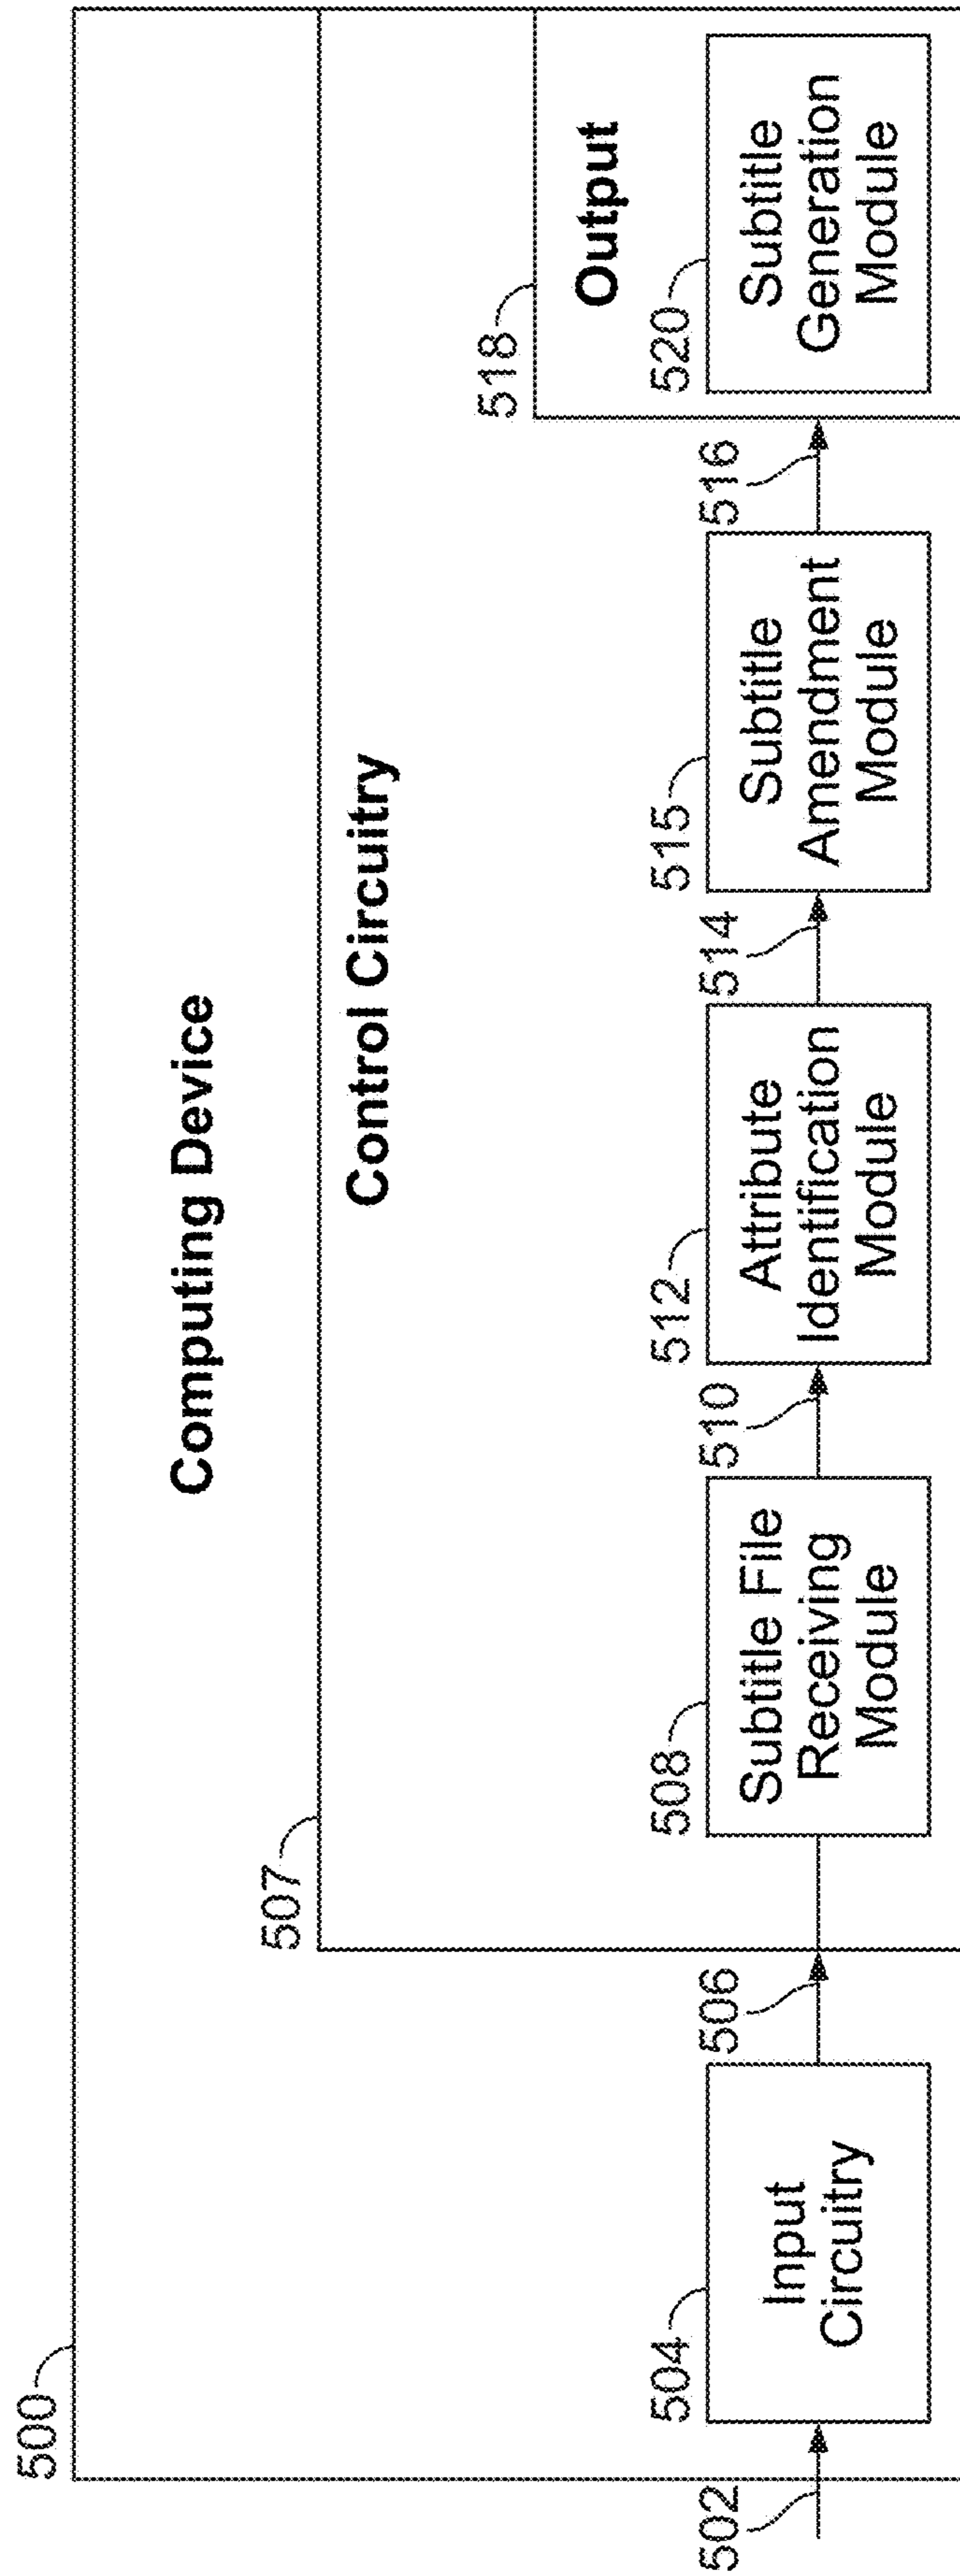 500
Computing Device
507
Control Circuitry
518
Output
502
504
Input
Circuitry
506
508
Subtitle File
Receiving
Module
510
512
Attribute
Identification
Module
514
515
Subtitle
Amendment
Module
516
520
Subtitle
Generation
Module